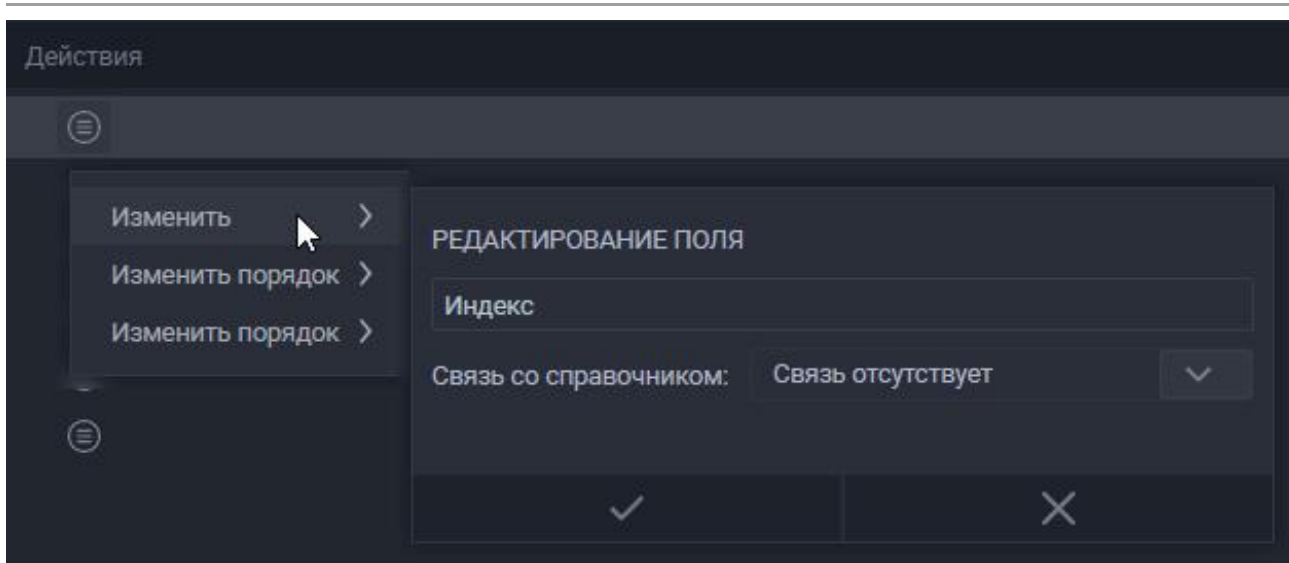 Действия
Изменить
Изменить порядок
Изменить порядок
РЕДАКТИРОВАНИЕ ПОЛЯ
Индекс
Связь со справочником: Связь отсутствует